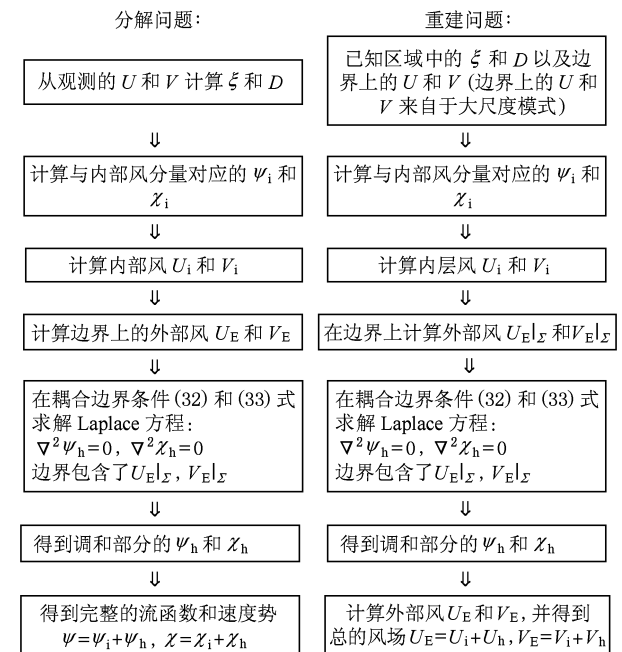 分解问题：
从观测的 U 和 V 计算 ξ 和 D
⇓
计算与内部风分量对应的 ψi 和
χi
⇓
计算内部风 Ui 和 Vi
⇓
计算边界上的外部风 UE 和 VE
⇓
在耦合边界条件(32)和(33)式
求解 Laplace 方程：
∇²ψh=0, ∇²χh=0
边界包含了UE|Σ, VE|Σ
⇓
得到调和部分的 ψh 和 χh
⇓
得到完整的流函数和速度势
ψ=ψi+ψh, χ=χi+χh
重建问题：
已知区域中的 ξ 和 D 以及边
界上的 U 和 V (边界上的 U 和
V 来自于大尺度模式)
⇓
计算与内部风分量对应的 ψi 和
χi
⇓
计算内层风 Ui 和 Vi
⇓
在边界上计算外部风 UE|Σ 和VE|Σ
⇓
在耦合边界条件(32)和(33)式
求解 Laplace 方程：
∇²ψh=0, ∇²χh=0
边界包含了UE|Σ, VE|Σ
⇓
得到调和部分的 ψh 和 χh
⇓
计算外部风 UE 和 VE, 并得到
总的风场 UE=Ui+Uh, VE=Vi+Vh